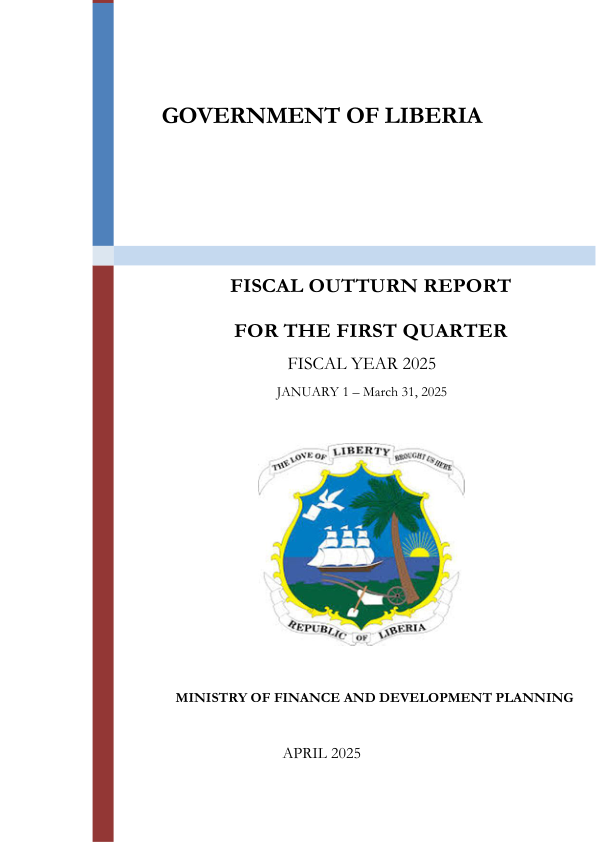 GOVERNMENT OF LIBERIA
FISCAL OUTTURN REPORT
FOR THE FIRST QUARTER
FISCAL YEAR 2025
JANUARY 1 – March 31, 2025
THE LOVE OF LIBERTY BROUGHT US HERE
REPUBLIC OF LIBERIA
MINISTRY OF FINANCE AND DEVELOPMENT PLANNING
APRIL 2025